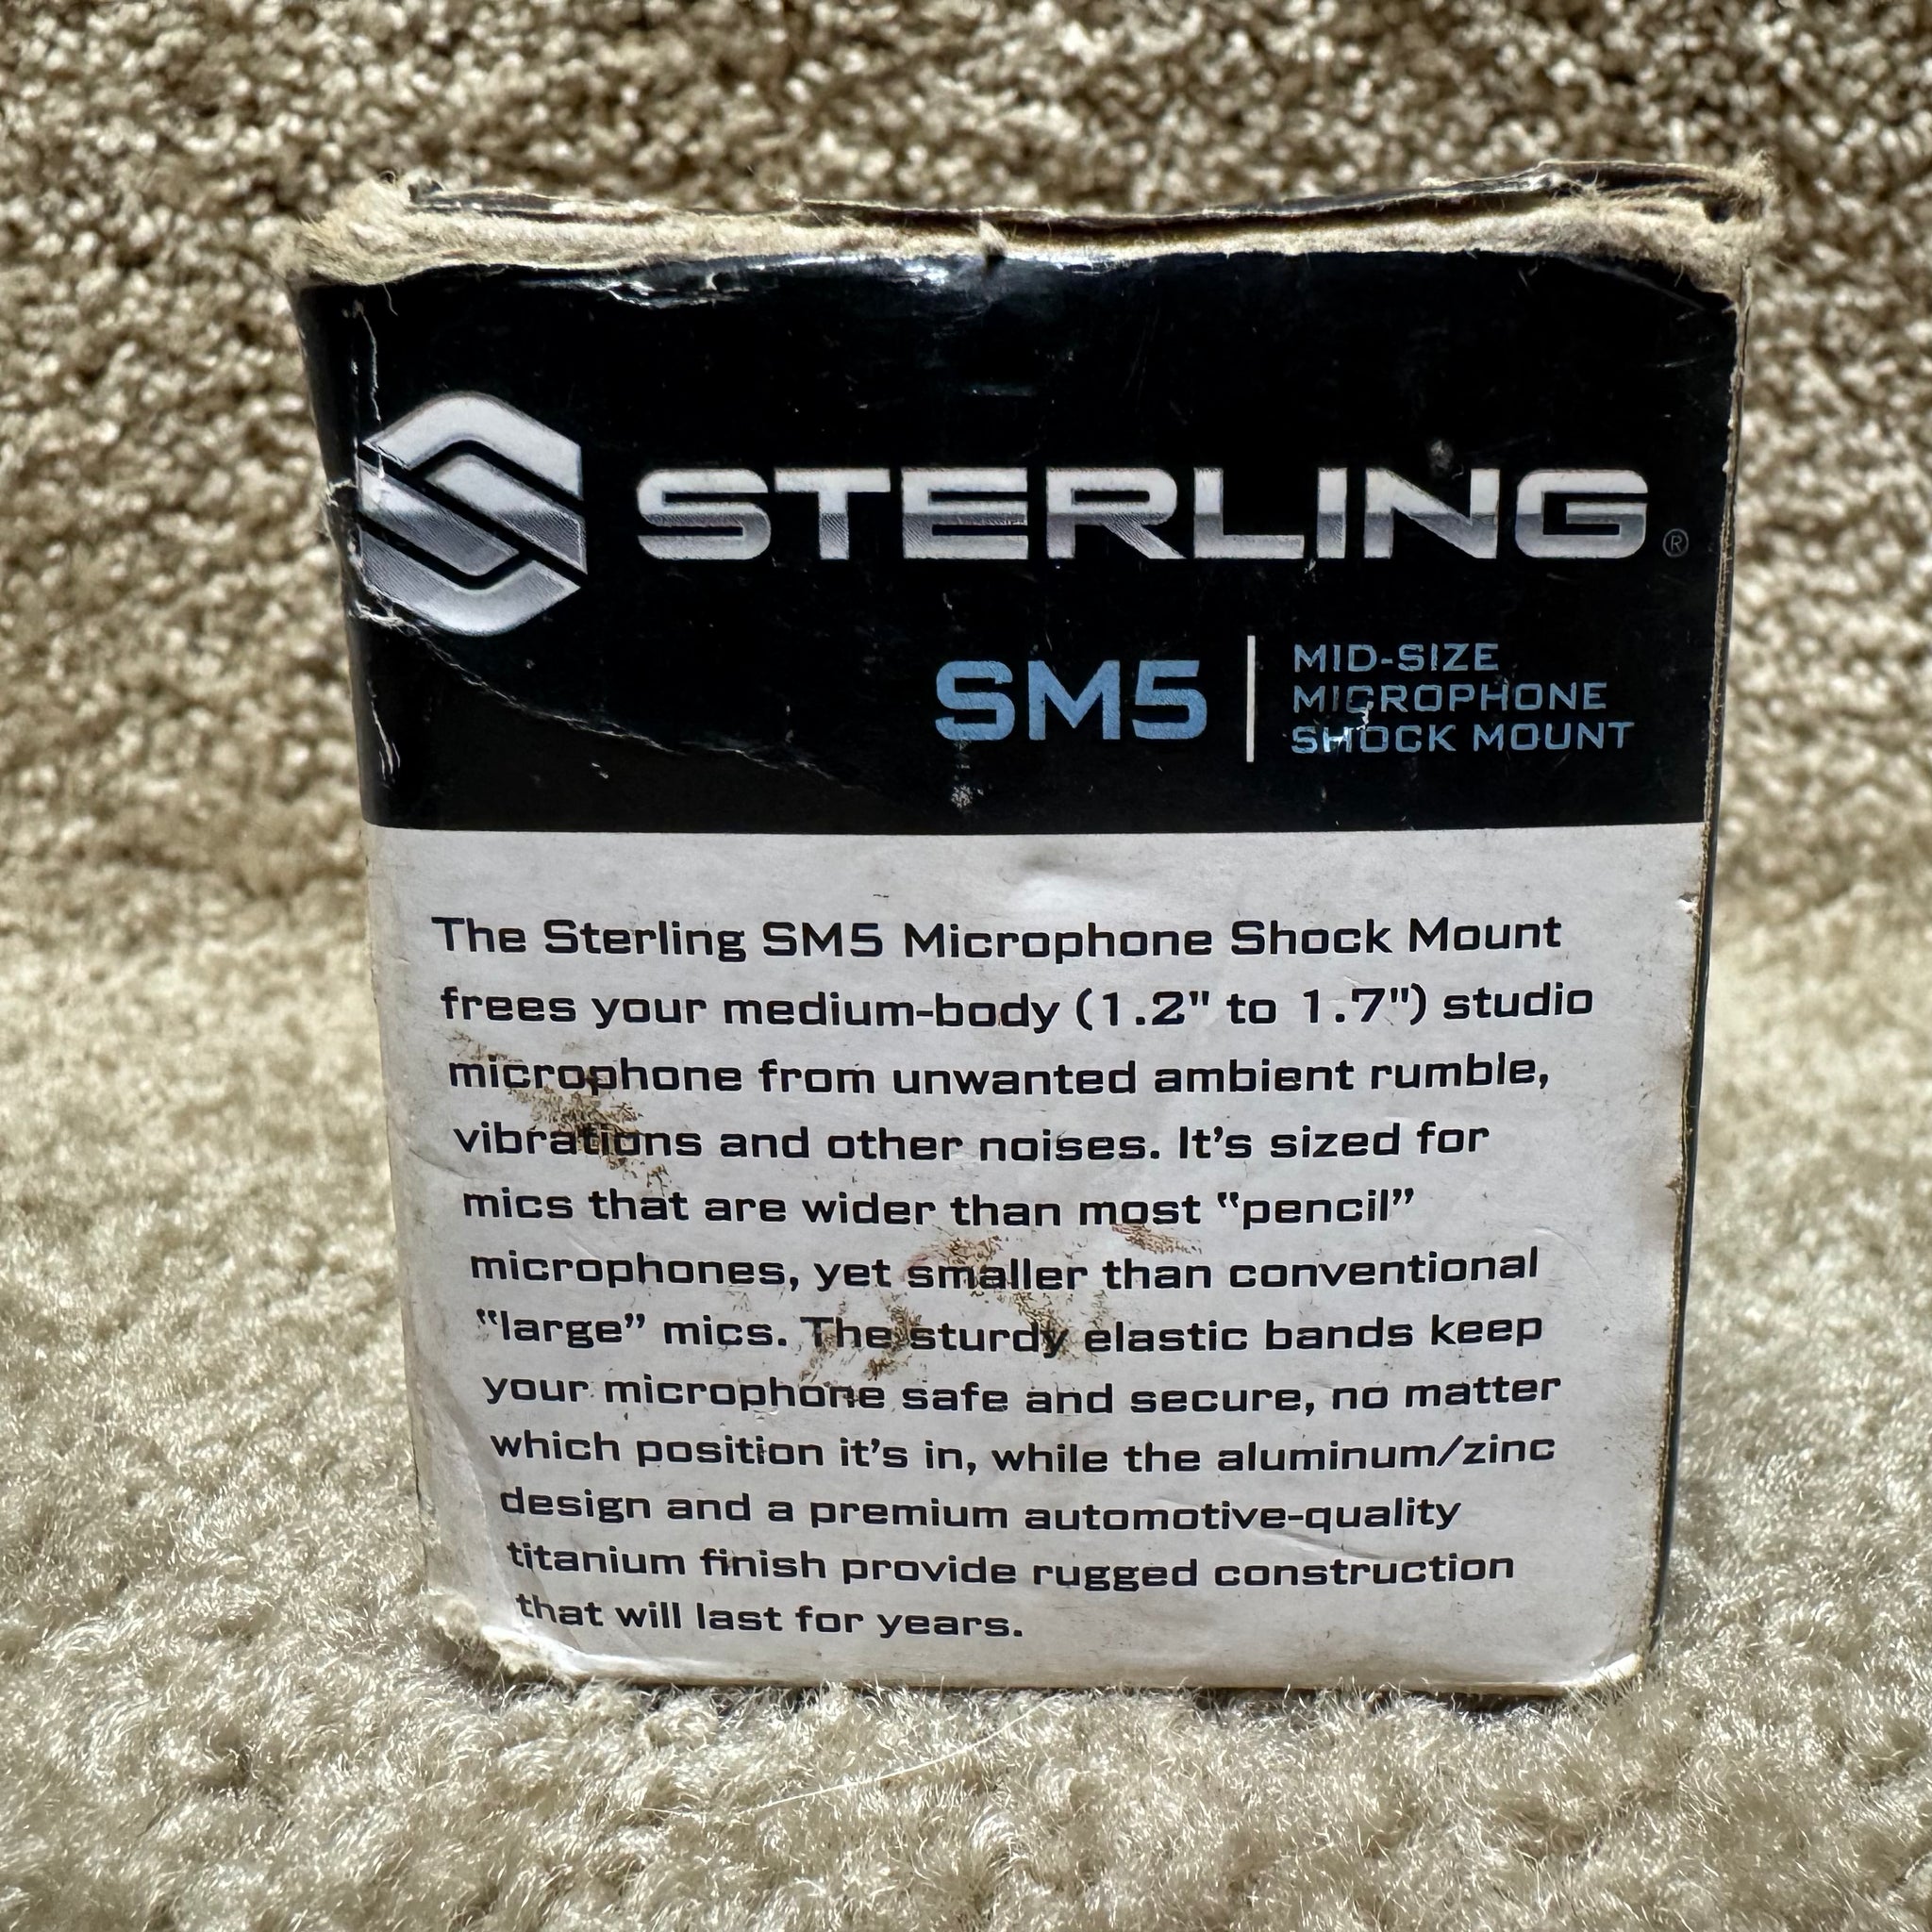 STERLING®
SM5
MID-SIZE
MICROPHONE
SHOCK MOUNT
The Sterling SM5 Microphone Shock Mount
frees your medium-body (1.2" to 1.7") studio
microphone from unwanted ambient rumble,
vibrations and other noises. It’s sized for
mics that are wider than most “pencil”
microphones, yet smaller than conventional
“large” mics. The sturdy elastic bands keep
your microphone safe and secure, no matter
which position it’s in, while the aluminum/zinc
design and a premium automotive-quality
titanium finish provide rugged construction
that will last for years.